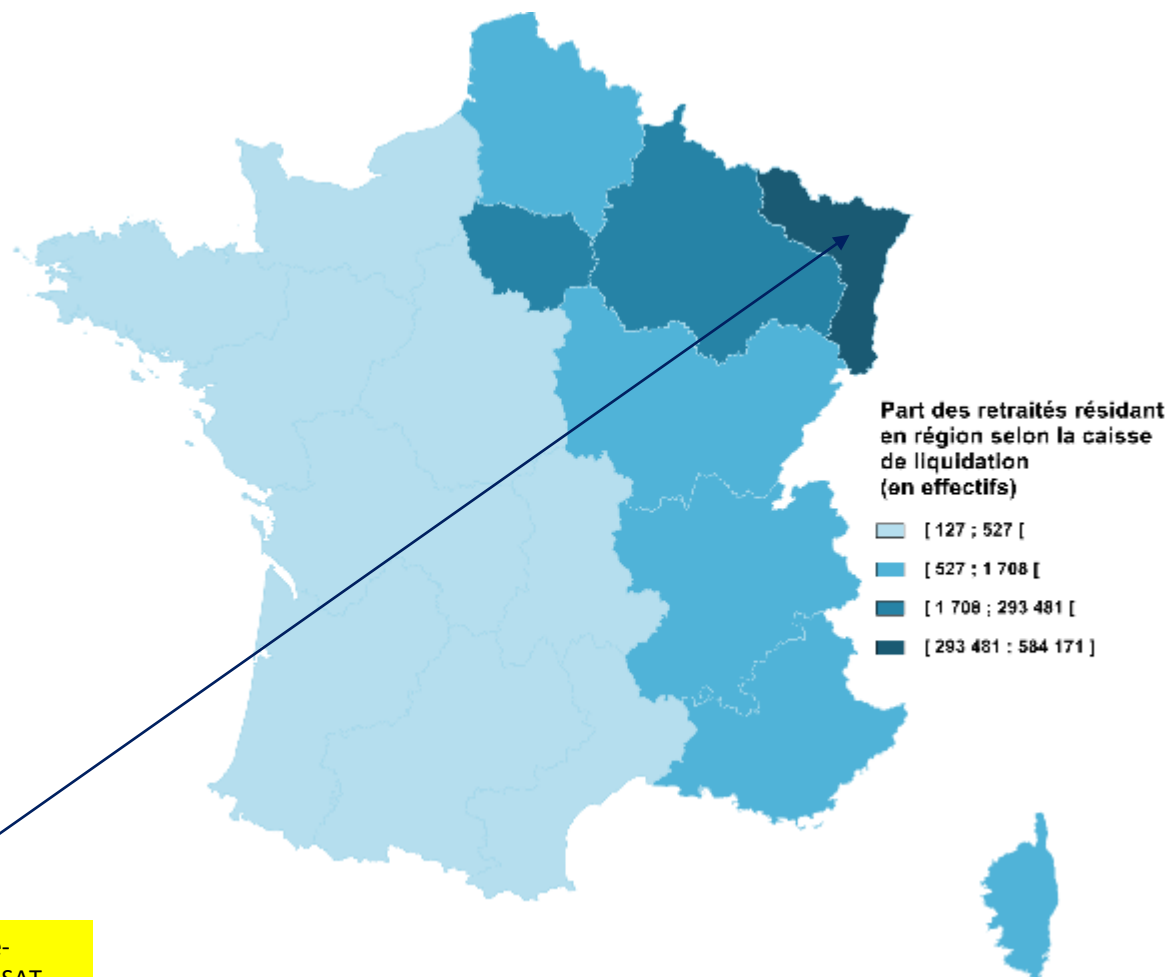 Part des retraités résidant
en région selon la caisse
de liquidation
(en effectifs)
[ 127 ; 527 [
[ 527 ; 1 708 [
[ 1 708 ; 293 481 [
[ 293 481 : 584 171 ]
SAT